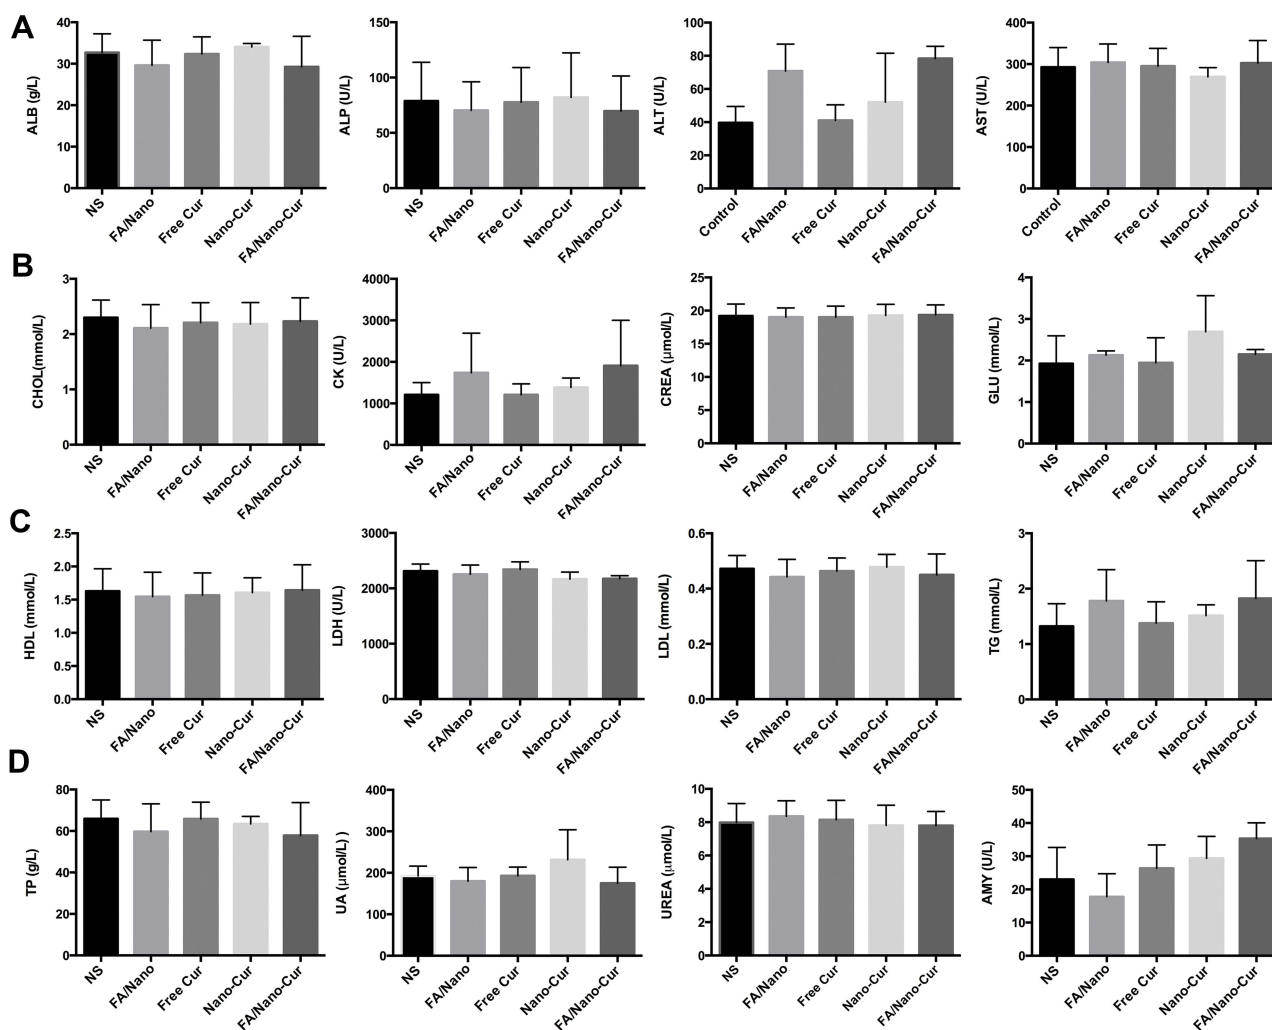 A
ALB (g/L)
40
30
20
10
0
NS
FA/Nano
Free Cur
Nano-Cur
FA/Nano-Cur
ALP (U/L)
150
100
50
0
NS
FA/Nano
Free Cur
Nano-Cur
FA/Nano-Cur
ALT (U/L)
100
80
60
40
20
0
Control
FA/Nano
Free Cur
Nano-Cur
FA/Nano-Cur
AST (U/L)
400
300
200
100
0
Control
FA/Nano
Free Cur
Nano-Cur
FA/Nano-Cur
B
CHOL(mmol/L)
3
2
1
0
NS
FA/Nano
Free Cur
Nano-Cur
FA/Nano-Cur
CK (U/L)
4000
3000
2000
1000
0
NS
FA/Nano
Free Cur
Nano-Cur
FA/Nano-Cur
CREA (μmol/L)
25
20
15
10
5
0
NS
FA/Nano
Free Cur
Nano-Cur
FA/Nano-Cur
GLU (mmol/L)
4
3
2
1
0
NS
FA/Nano
Free Cur
Nano-Cur
FA/Nano-Cur
C
HDL (mmol/L)
2.5
2.0
1.5
1.0
0.5
0.0
NS
FA/Nano
Free Cur
Nano-Cur
FA/Nano-Cur
LDH (U/L)
3000
2000
1000
0
NS
FA/Nano
Free Cur
Nano-Cur
FA/Nano-Cur
LDL (mmol/L)
0.6
0.4
0.2
0.0
NS
FA/Nano
Free Cur
Nano-Cur
FA/Nano-Cur
TG (mmol/L)
3
2
1
0
NS
FA/Nano
Free Cur
Nano-Cur
FA/Nano-Cur
D
TP (g/L)
80
60
40
20
0
NS
FA/Nano
Free Cur
Nano-Cur
FA/Nano-Cur
UA (μmol/L) )
400
300
200
100
0
NS
FA/Nano
Free Cur
Nano-Cur
FA/Nano-Cur
UREA (μmol/L)
10
8
6
4
2
0
NS
FA/Nano
Free Cur
Nano-Cur
FA/Nano-Cur
AMY (U/L)
50
40
30
20
10
0
NS
FA/Nano
Free Cur
Nano-Cur
FA/Nano-Cur